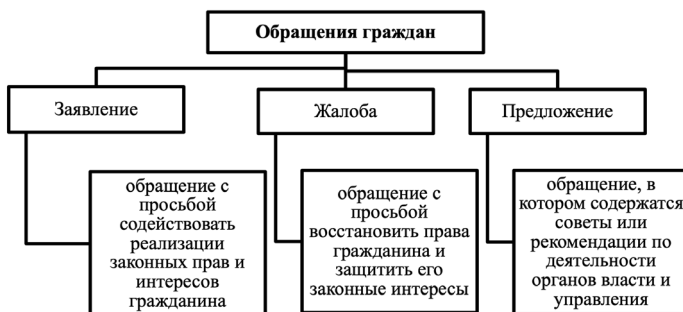 Обращения граждан
Заявление
Жалоба
Предложение
обращение с
просьбой
содействовать
реализации
законных прав и
интересов
гражданина
обращение с
просьбой
восстановить права
гражданина и
защитить его
законные интересы
обращение, в
котором содержатся
советы или
рекомендации по
деятельности
органов власти и
управления